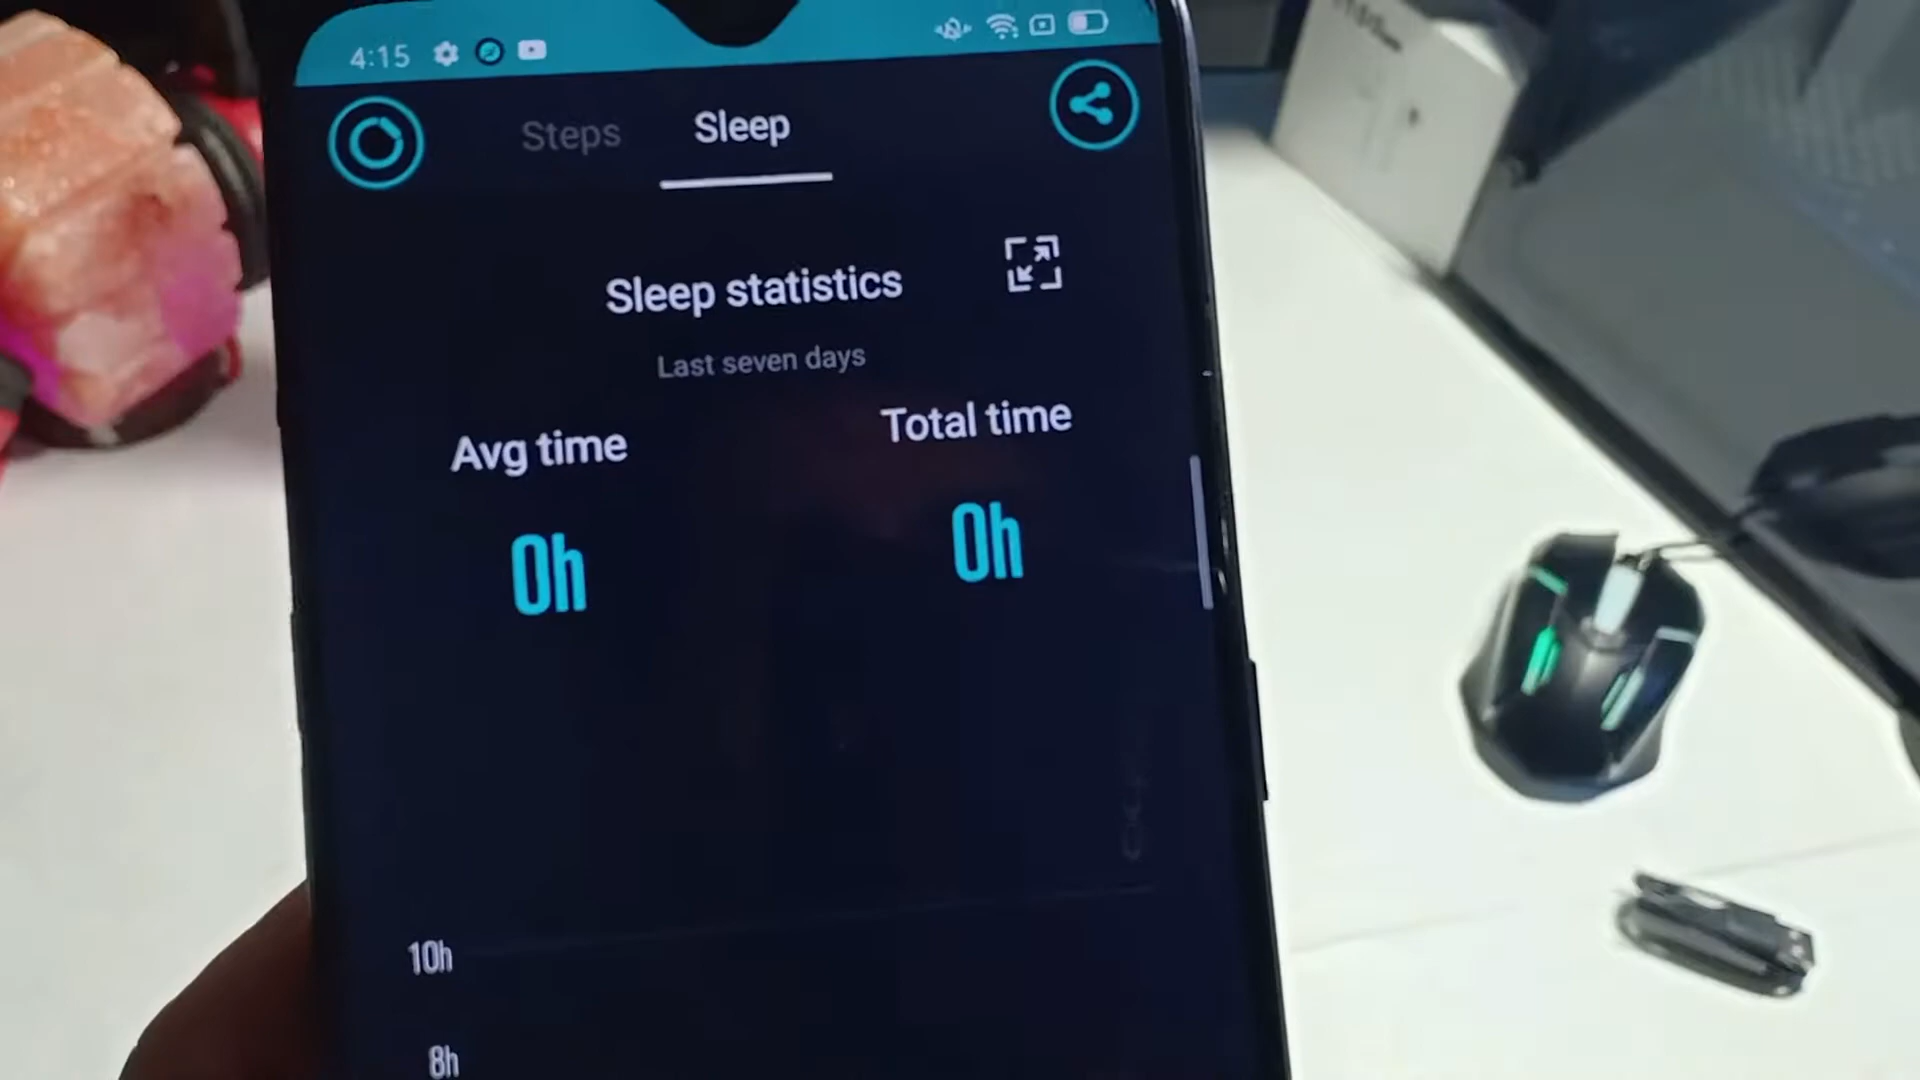 4:15
Steps Sleep
Sleep statistics
Last seven days
Avg time Total time
0h 0h
10h
8h